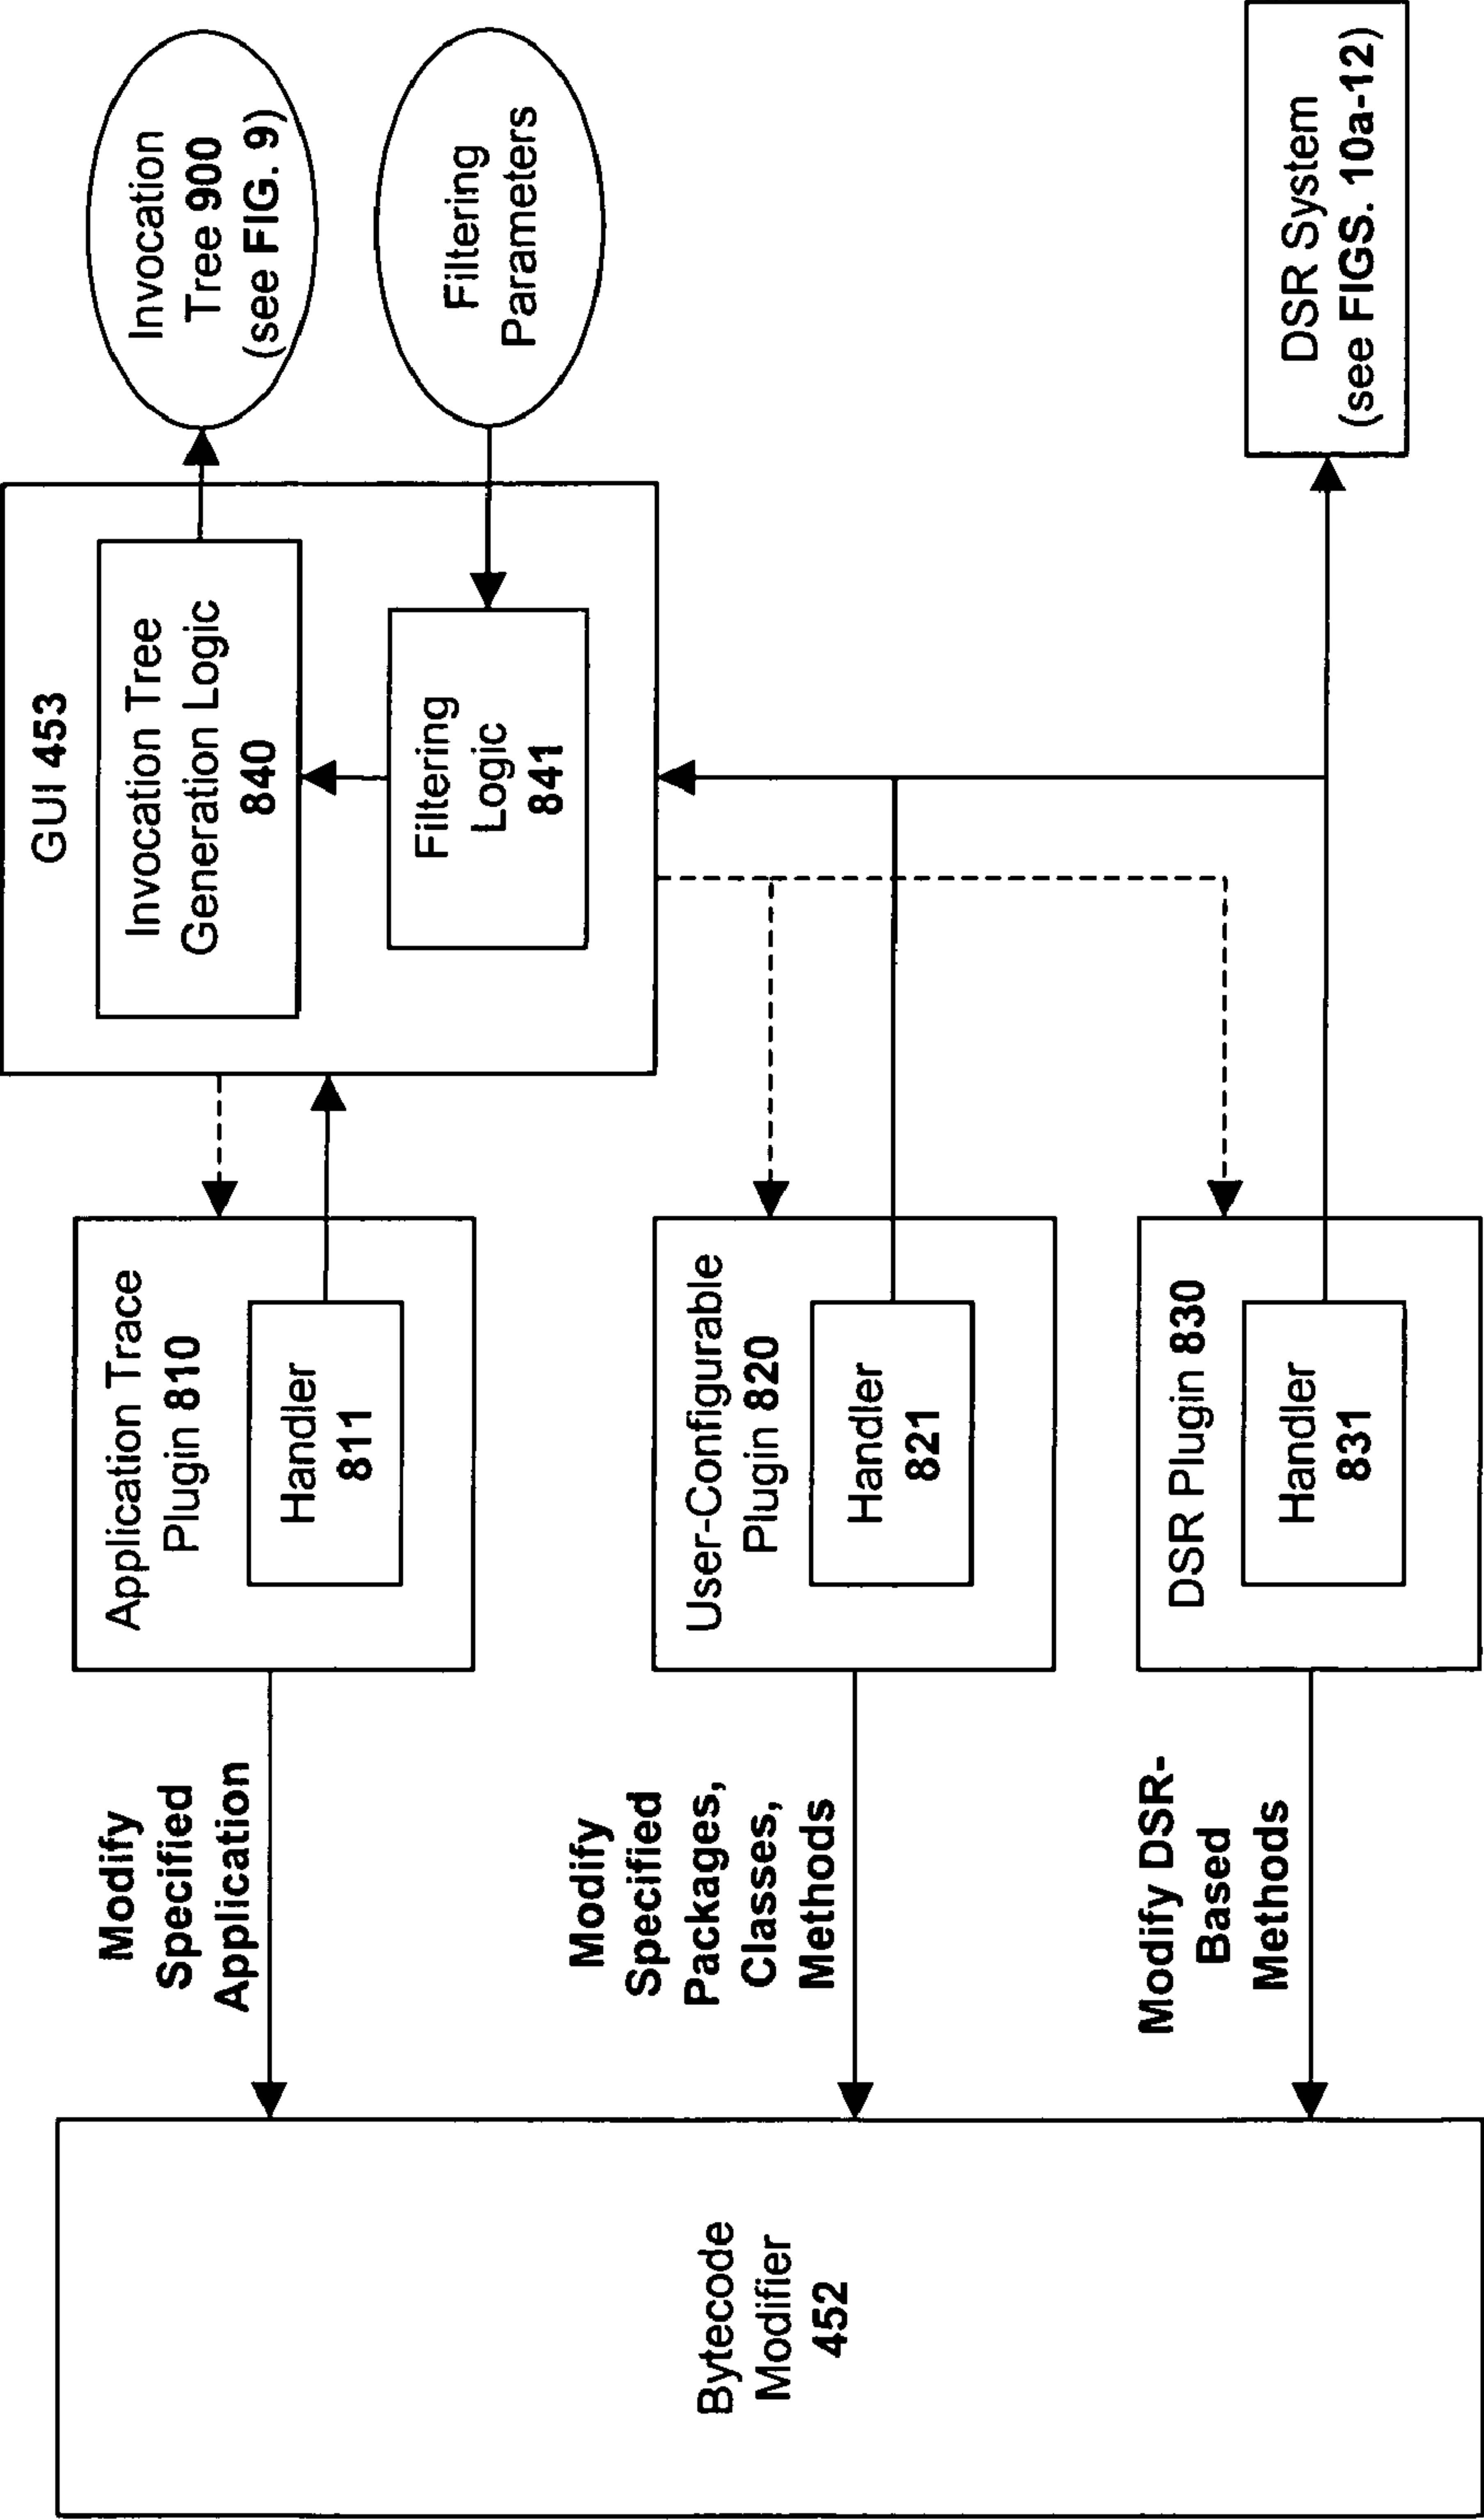 Bytecode
Modifier
452
Modify
Specified
Application
Modify
Specified
Packages,
Classes,
Methods
Modify DSR-
Based
Methods
Application Trace
Plugin 810
Handler
811
User-Configurable
Plugin 820
Handler
821
DSR Plugin 830
Handler
831
GUI 453
Invocation Tree
Generation Logic
840
Filtering
Logic
841
Invocation
Tree 900
(see FIG. 9)
Filtering
Parameters
DSR System
(see FIGS. 10a-12)